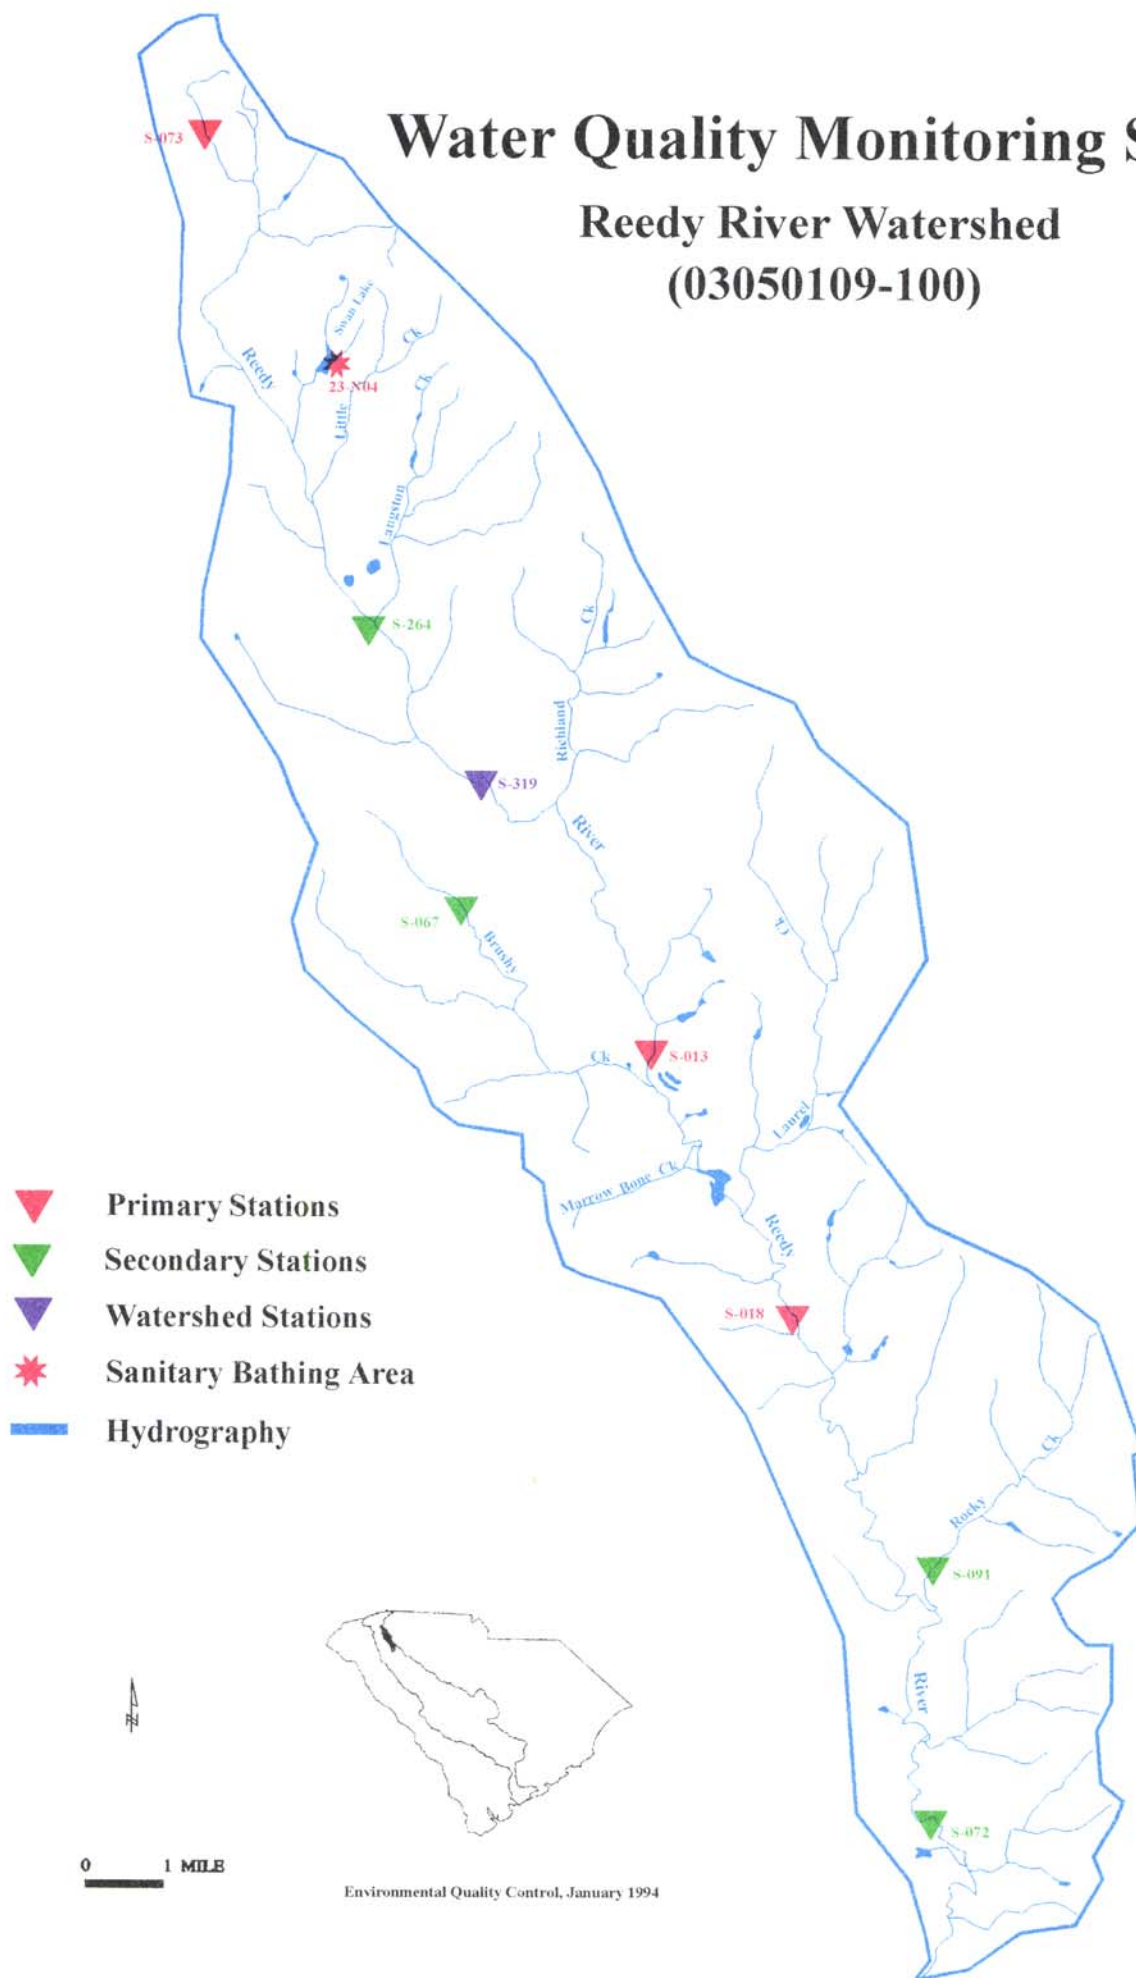 Water Quality Monitoring S
Reedy River Watershed
(03050109-100)
S-073
Swan Lake
Ck
Reedy
23-N04
Little
Ck
Langston
S-264
Ck
Richland
S-319
River
S-067
Brushy
Ck
S-013
Ck
Laurel
Marrow Bone Ck
Reedy
S-018
Ck
Rocky
S-091
River
S-072
Primary Stations
Secondary Stations
Watershed Stations
Sanitary Bathing Area
Hydrography
N
0 1 MILE
Environmental Quality Control, January 1994